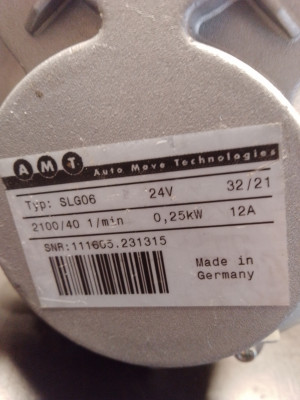 AMT Auto Move Technologies
Typ: SLG06 24V 32/21
2100/40 1/min 0,25kW 12A
SNR:111605.231315
Made in
Germany